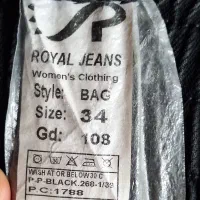 P
ROYAL JEANS
Women's Clothing
Style: BAG
Size: 34
Gd: 108
WASH AT OR BELOW 30 C
P-P-BLACK.260-1/39
P.C: 1788